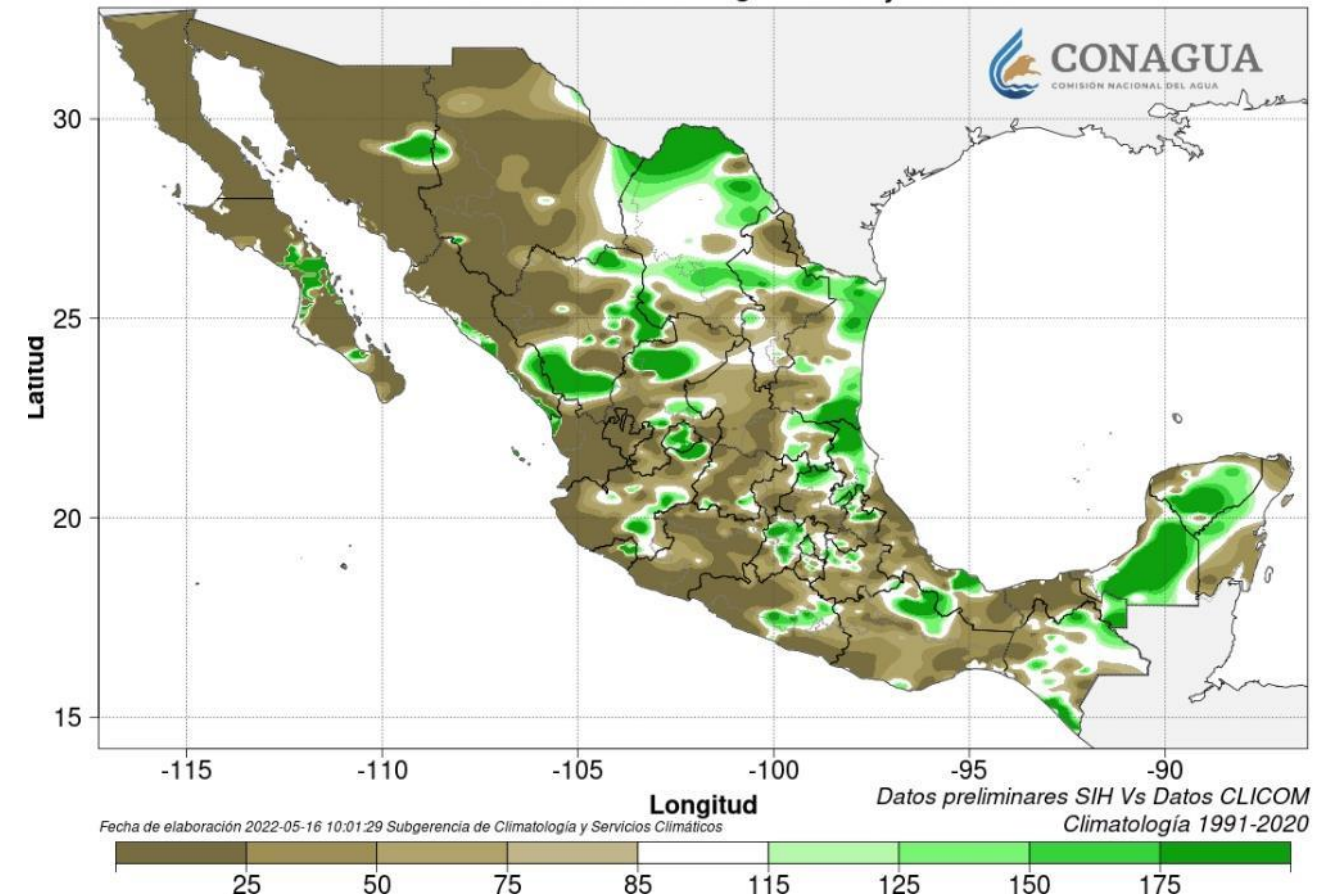 CONAGUA
COMISIÓN NACIONAL DEL AGUA
30
25
20
15
Latitud
-115 -110 -105 -100 -95 -90
Longitud
Datos preliminares SIH Vs Datos CLICOM
Climatología 1991-2020
Fecha de elaboración 2022-05-16 10:01:29 Subgerencia de Climatología y Servicios Climáticos
25 50 75 85 115 125 150 175